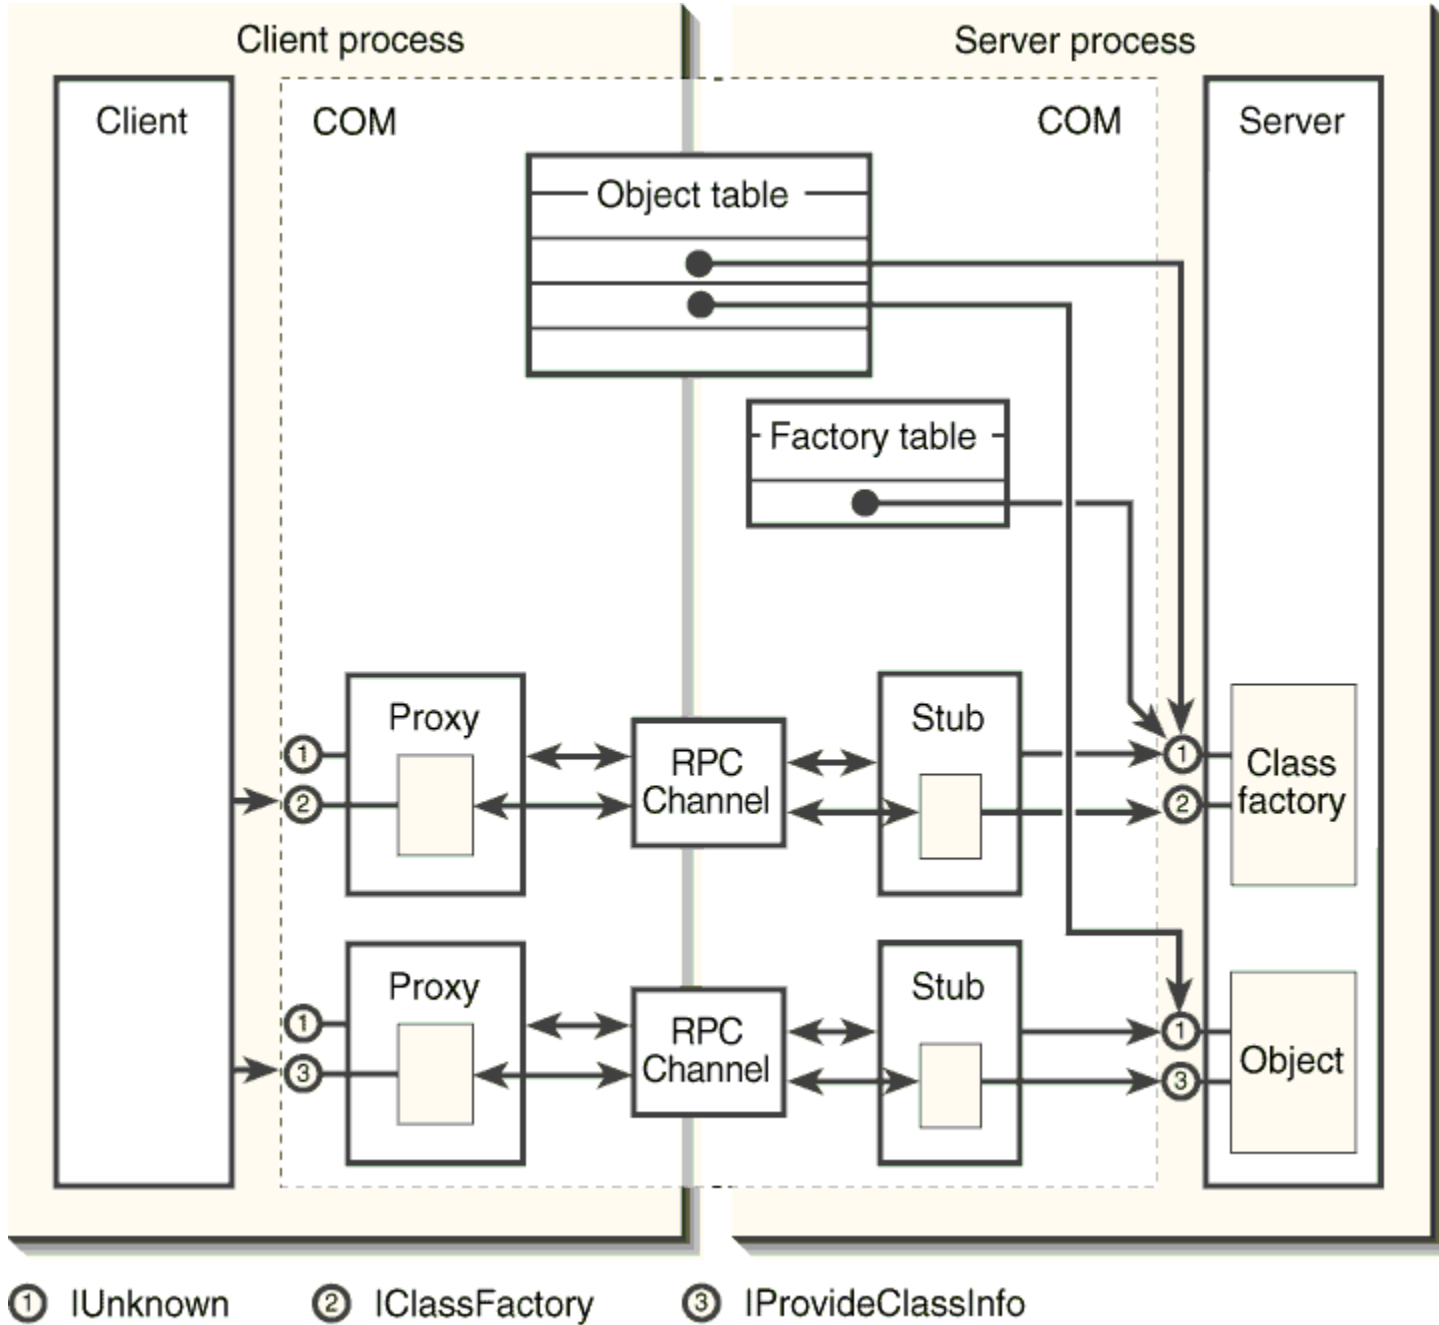 Client process
Server process
Client
COM
COM
Server
Object table
Factory table
Proxy
Stub
1
2
RPC
Channel
1
2
Class
factory
Proxy
Stub
1
3
RPC
Channel
1
3
Object
1 IUnknown
2 IClassFactory
3 IProvideClassInfo